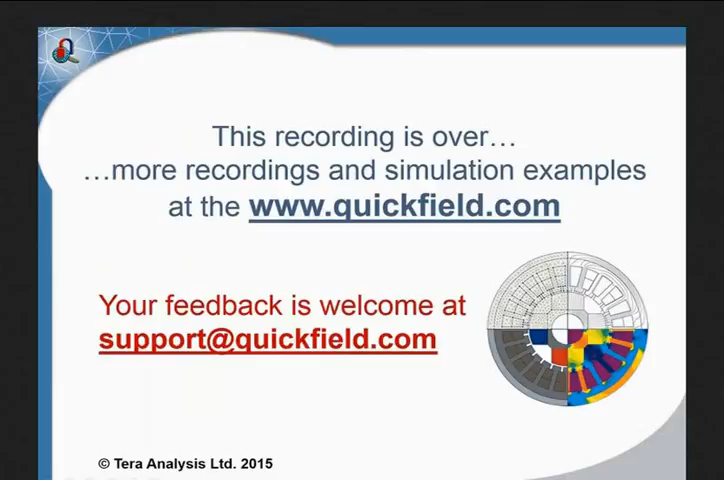 This recording is over…
…more recordings and simulation examples
at the www.quickfield.com
Your feedback is welcome at
support@quickfield.com
© Tera Analysis Ltd. 2015